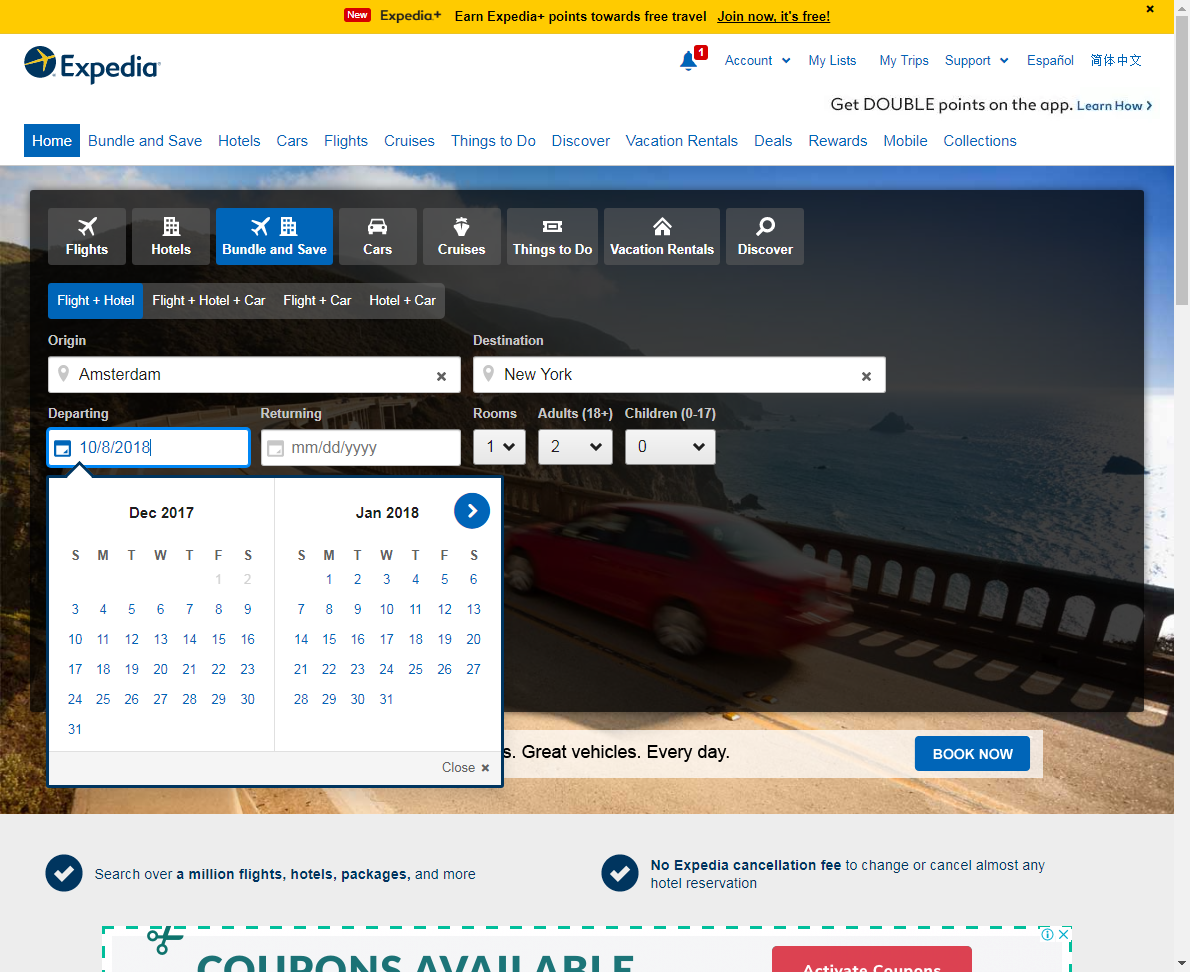 New Expedia+ Earn Expedia+ points towards free travel Join now, it's free!
Expedia
1 Account My Lists My Trips Support Español 简体中文
Get DOUBLE points on the app. Learn How
Home Bundle and Save Hotels Cars Flights Cruises Things to Do Discover Vacation Rentals Deals Rewards Mobile Collections
Flights Hotels Bundle and Save Cars Cruises Things to Do Vacation Rentals Discover
Flight + Hotel Flight + Hotel + Car Flight + Car Hotel + Car
Origin Destination
Amsterdam New York
Departing Returning Rooms Adults (18+) Children (0-17)
10/8/2018 mm/dd/yyyy 1 2 0
Dec 2017 Jan 2018
S M T W T F S S M T W T F S
1 2 1 2 3 4 5 6
3 4 5 6 7 8 9 7 8 9 10 11 12 13
10 11 12 13 14 15 16 14 15 16 17 18 19 20
17 18 19 20 21 22 23 21 22 23 24 25 26 27
24 25 26 27 28 29 30 28 29 30 31
31
s. Great vehicles. Every day. BOOK NOW
Close
Search over a million flights, hotels, packages, and more
No Expedia cancellation fee to change or cancel almost any
hotel reservation
COUPONS AVAILABLE
Activate Coupons